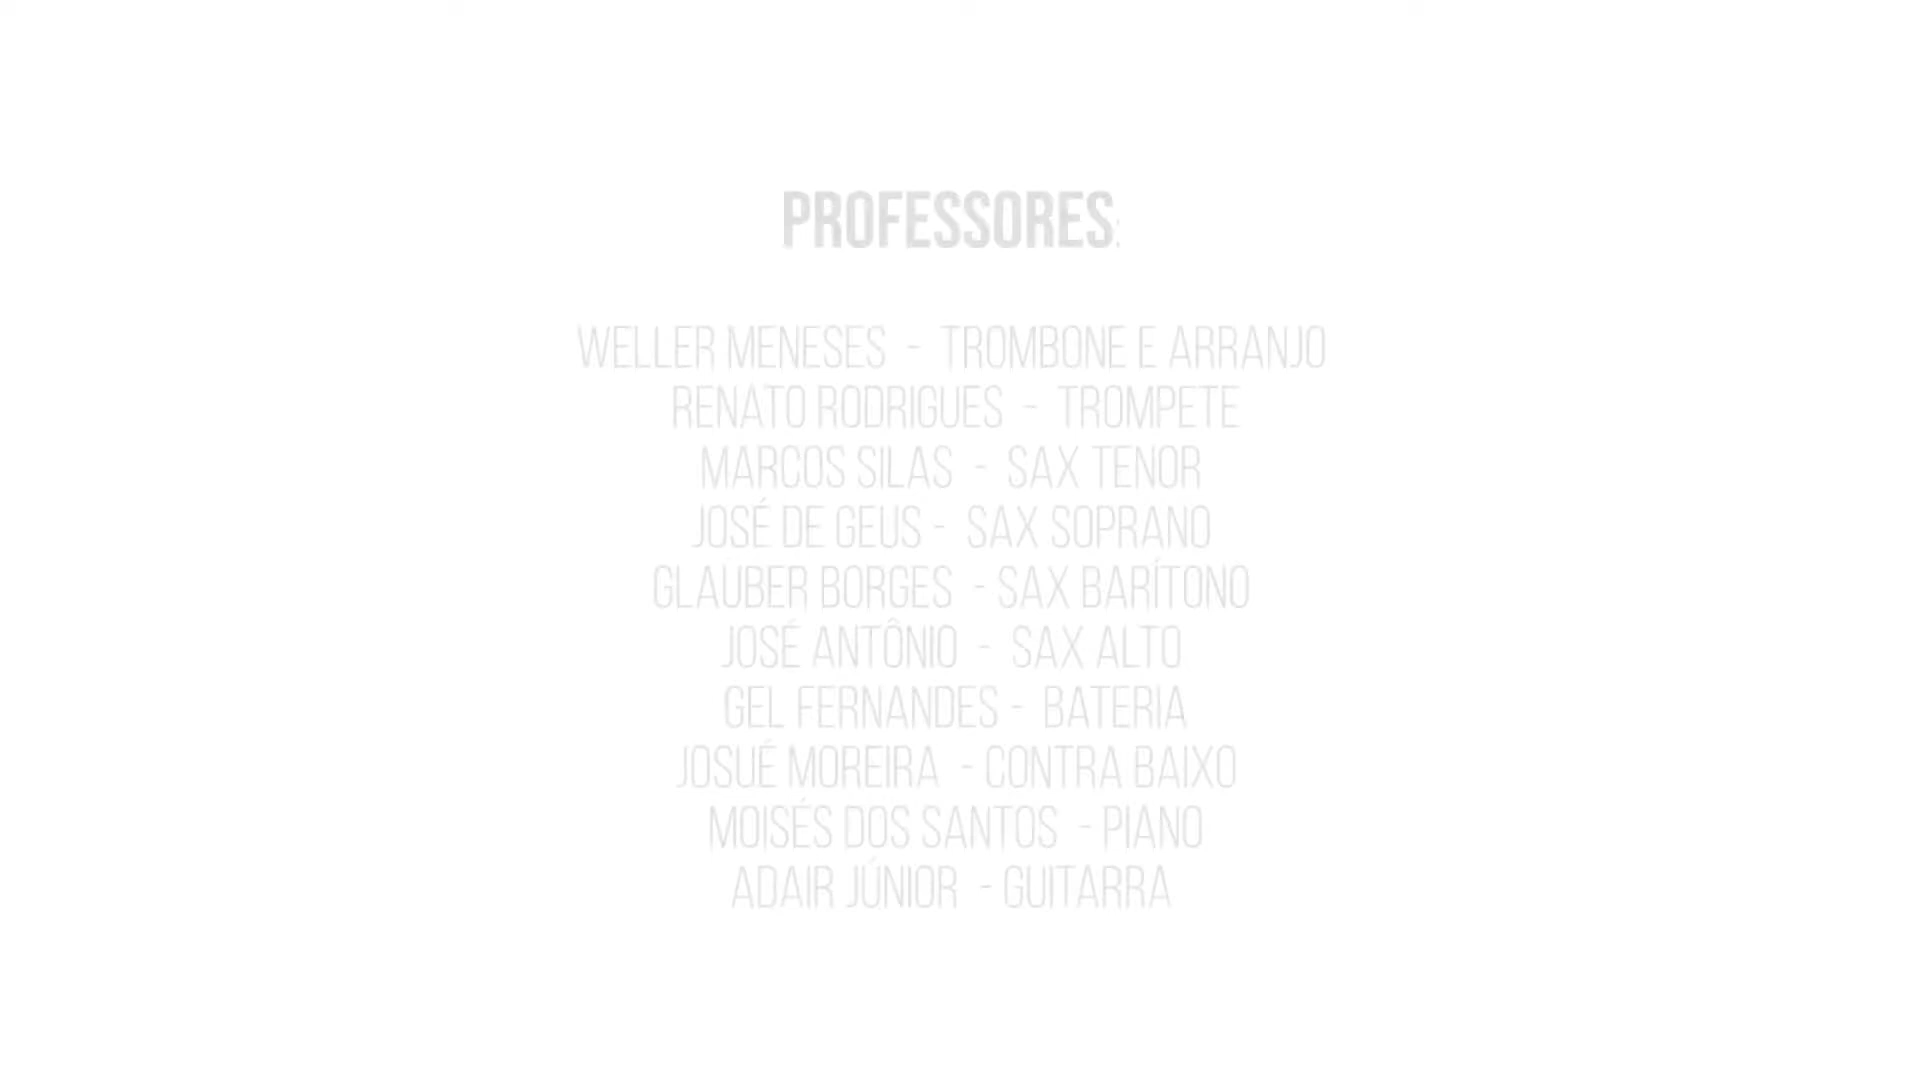 PROFESSORES:
WELLER MENESES - TROMBONE E ARRANJO
RENATO RODRIGUES - TROMPETE
MARCOS SILAS - SAX TENOR
JOSÉ DE GEUS - SAX SOPRANO
GLAUBER BORGES - SAX BARÍTONO
JOSÉ ANTÔNIO - SAX ALTO
GEL FERNANDES - BATERIA
JOSUÉ MOREIRA - CONTRA BAIXO
MOISÉS DOS SANTOS - PIANO
ADAIR JÚNIOR - GUITARRA